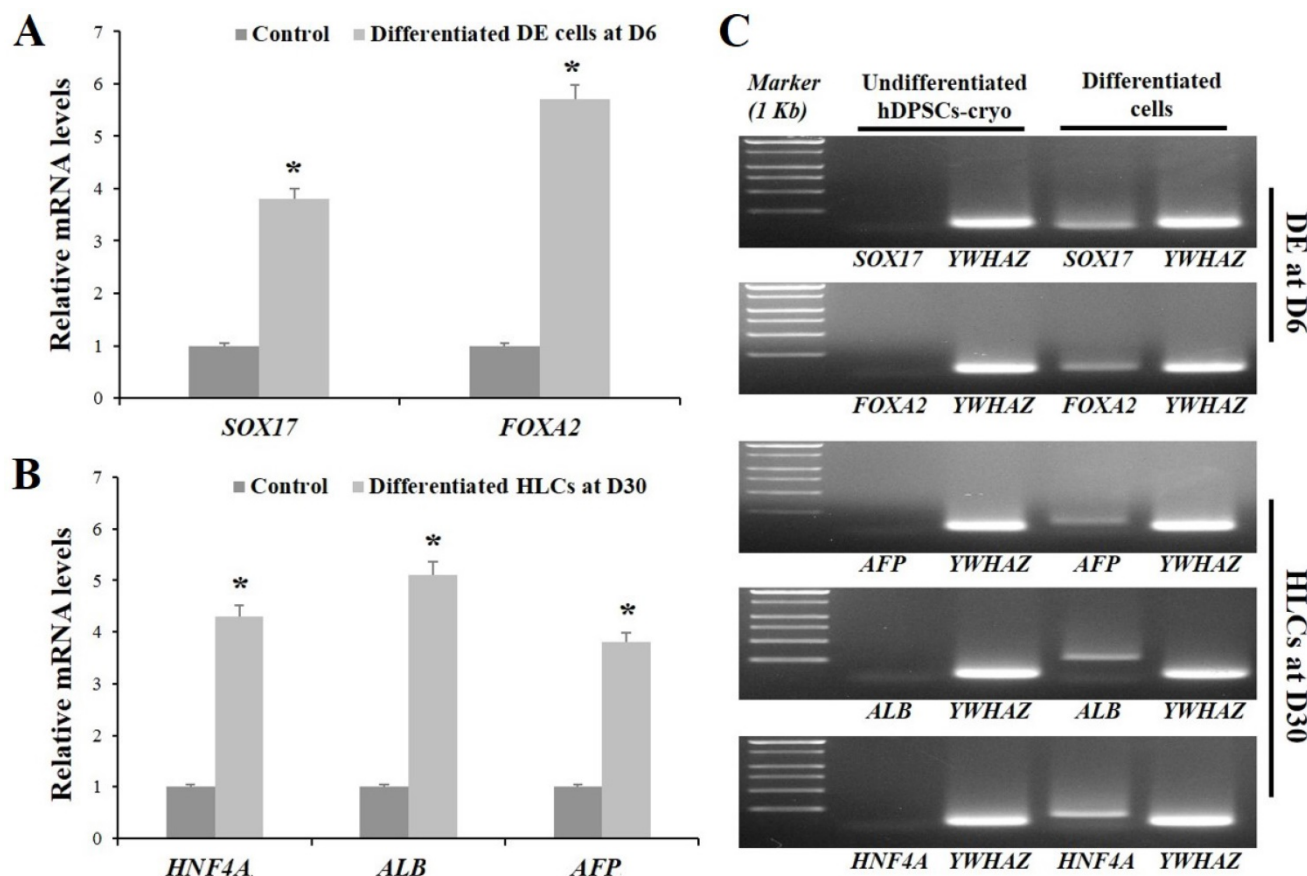 A
Relative mRNA levels
7
6
5
4
3
2
1
0
Control Differentiated DE cells at D6
*
*
SOX17 FOXA2
B
Relative mRNA levels
7
6
5
4
3
2
1
0
Control Differentiated HLCs at D30
*
*
*
HNF4A ALB AFP
C
Marker
(1 Kb)
Undifferentiated
hDPSCs-cryo
Differentiated
cells
SOX17 YWHAZ SOX17 YWHAZ
FOXA2 YWHAZ FOXA2 YWHAZ
DE at D6
AFP YWHAZ AFP YWHAZ
ALB YWHAZ ALB YWHAZ
HNF4A YWHAZ HNF4A YWHAZ
HLCs at D30